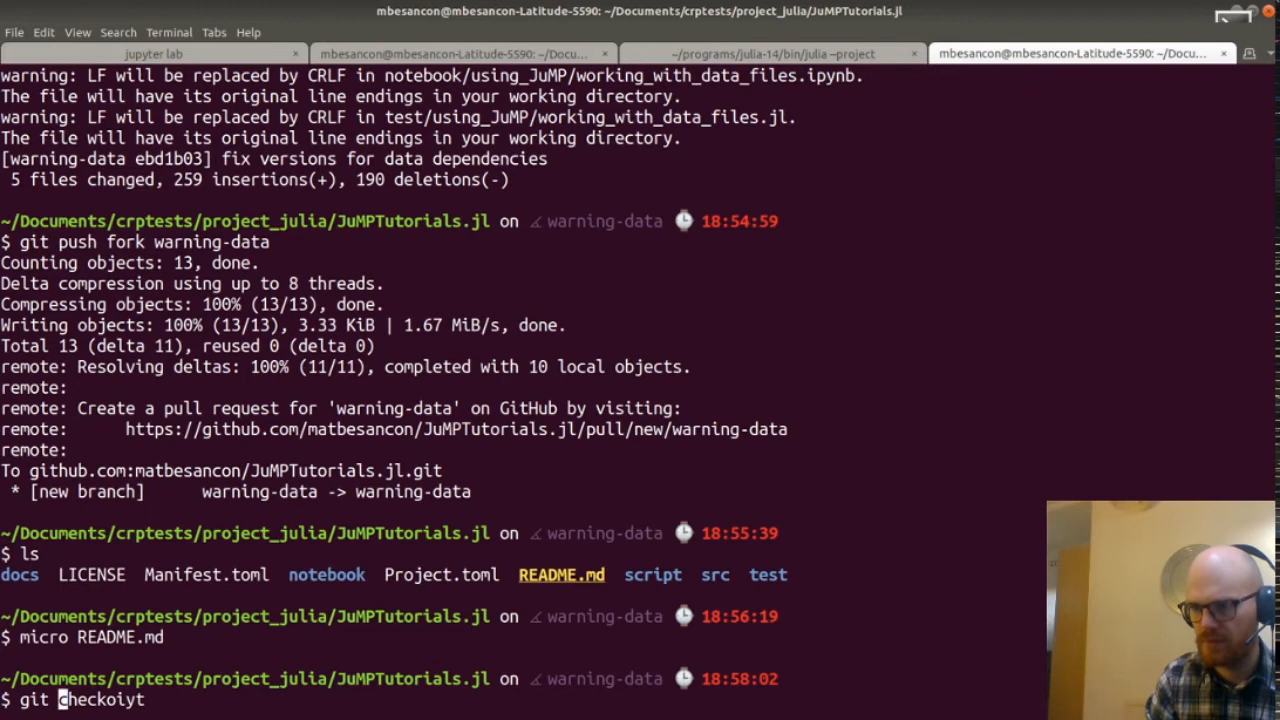 mbesancon@mbesancon-Latitude-5590: ~/Documents/crptests/project_julia/JuMPTutorials.jl
File Edit View Search Terminal Tabs Help
jupyter lab × mbesancon@mbesancon-Latitude-5590: ~/Docu... × ~/programs/julia-14/bin/julia --project × mbesancon@mbesancon-Latitude-5590: ~/Docu... ×
warning: LF will be replaced by CRLF in notebook/using_JuMP/working_with_data_files.ipynb.
The file will have its original line endings in your working directory.
warning: LF will be replaced by CRLF in test/using_JuMP/working_with_data_files.jl.
The file will have its original line endings in your working directory.
[warning-data ebd1b03] fix versions for data dependencies
5 files changed, 259 insertions(+), 190 deletions(-)
~/Documents/crptests/project_julia/JuMPTutorials.jl on warning-data 18:54:59
$ git push fork warning-data
Counting objects: 13, done.
Delta compression using up to 8 threads.
Compressing objects: 100% (13/13), done.
Writing objects: 100% (13/13), 3.33 KiB | 1.67 MiB/s, done.
Total 13 (delta 11), reused 0 (delta 0)
remote: Resolving deltas: 100% (11/11), completed with 10 local objects.
remote:
remote: Create a pull request for 'warning-data' on GitHub by visiting:
remote: https://github.com/matbesancon/JuMPTutorials.jl/pull/new/warning-data
remote:
To github.com:matbesancon/JuMPTutorials.jl.git
* [new branch] warning-data -> warning-data
~/Documents/crptests/project_julia/JuMPTutorials.jl on warning-data 18:55:39
$ ls
docs LICENSE Manifest.toml notebook Project.toml README.md script src test
~/Documents/crptests/project_julia/JuMPTutorials.jl on warning-data 18:56:19
$ micro README.md
~/Documents/crptests/project_julia/JuMPTutorials.jl on warning-data 18:58:02
$ git checkoiyt